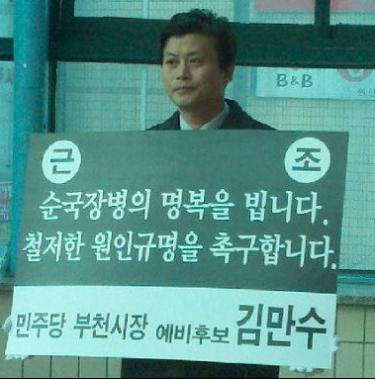 B&B
근 조
순국장병의 명복을 빕니다.
철저한 원인규명을 촉구합니다.
민주당 부천시장 예비후보 김만수